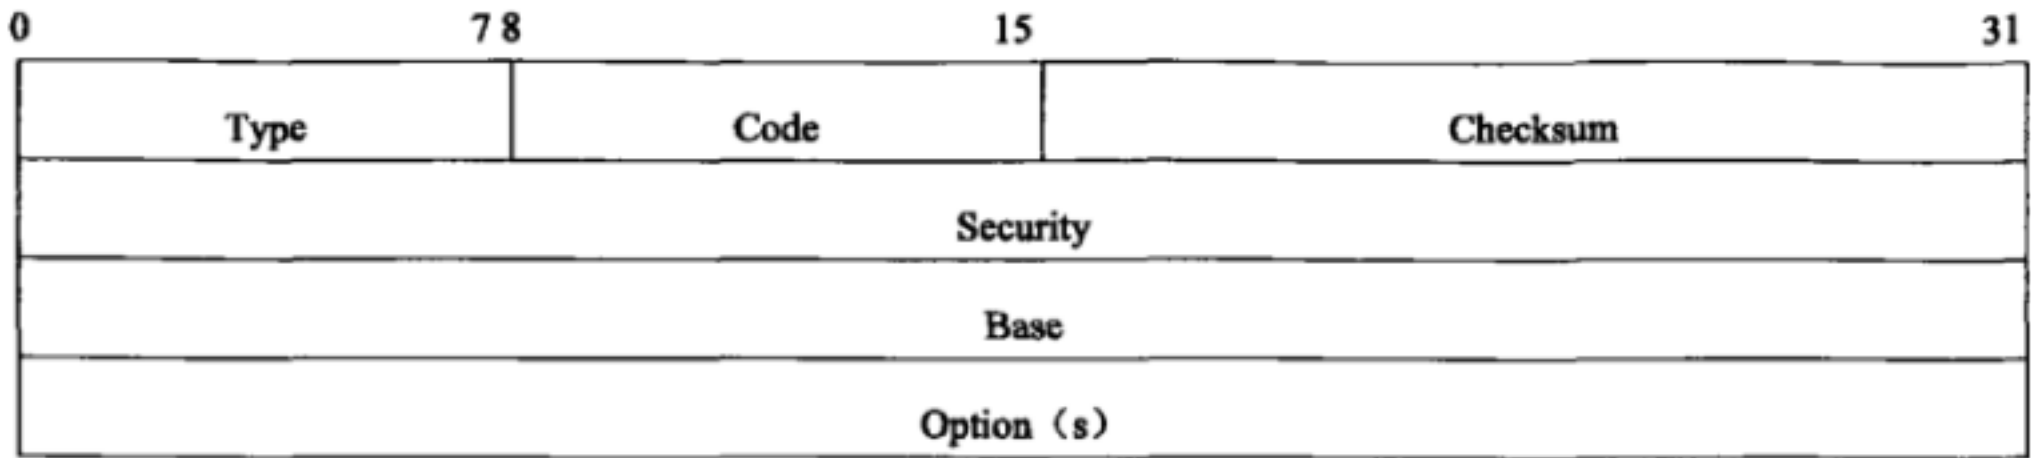 0 7 8 15 31
Type Code Checksum
Security
Base
Option（s）